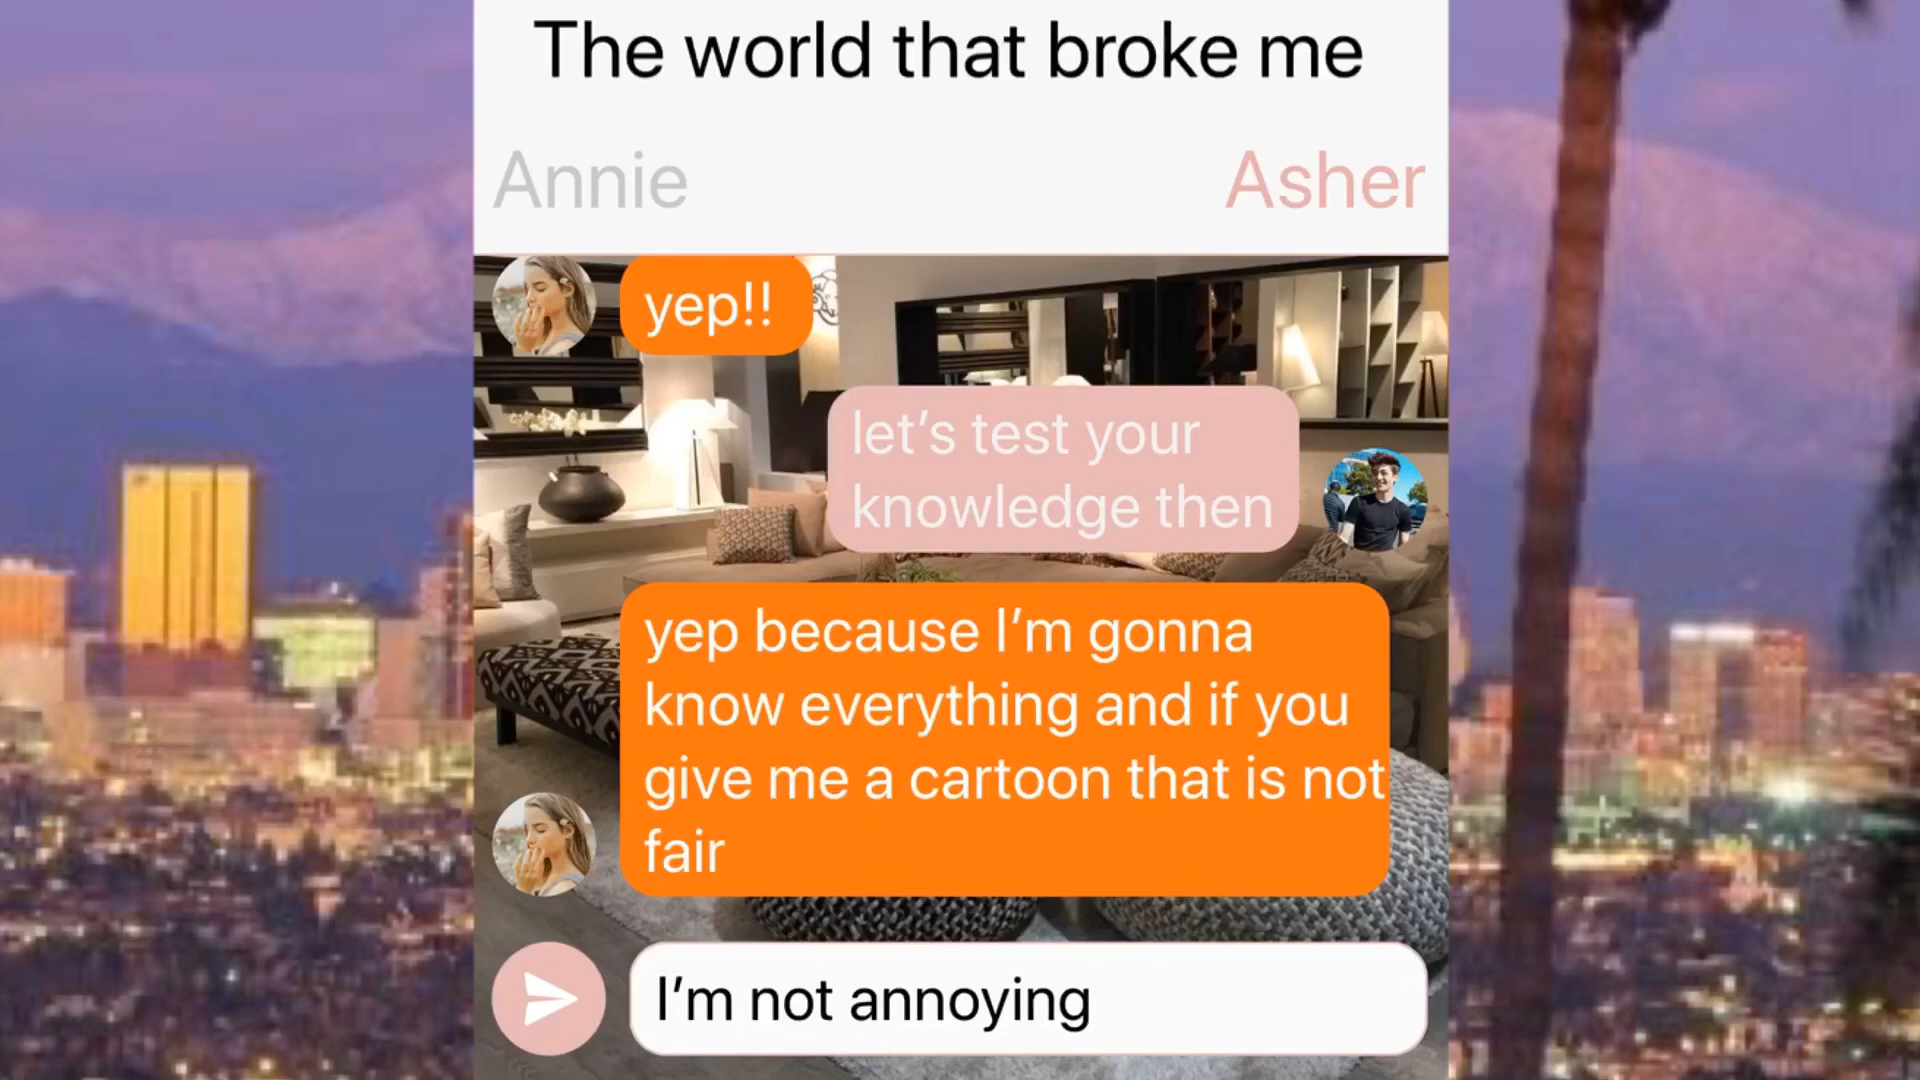 The world that broke me
Annie
Asher
yep!!
let’s test your
knowledge then
yep because I’m gonna
know everything and if you
give me a cartoon that is not
fair
I’m not annoying